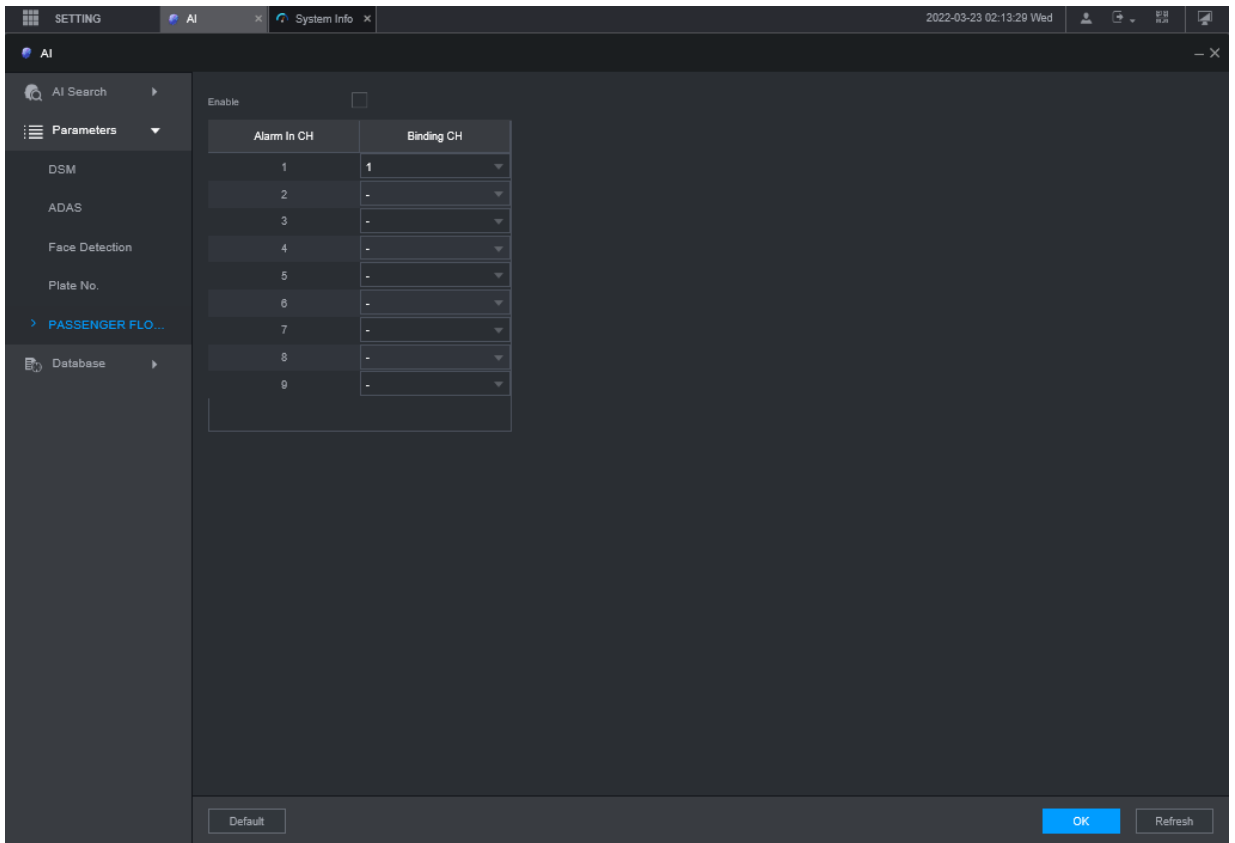 SETTING AI × System Info × 2022-03-23 02:13:29 Wed
AI
AI Search
Parameters
DSM
ADAS
Face Detection
Plate No.
PASSENGER FLO...
Database
Enable
Alarm In CH Binding CH
1 1
2 -
3 -
4 -
5 -
6 -
7 -
8 -
9 -
Default OK Refresh